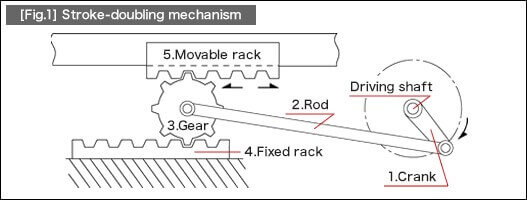 [Fig.1] Stroke-doubling mechanism
5.Movable rack
Driving shaft
2.Rod
3.Gear
4.Fixed rack
1.Crank